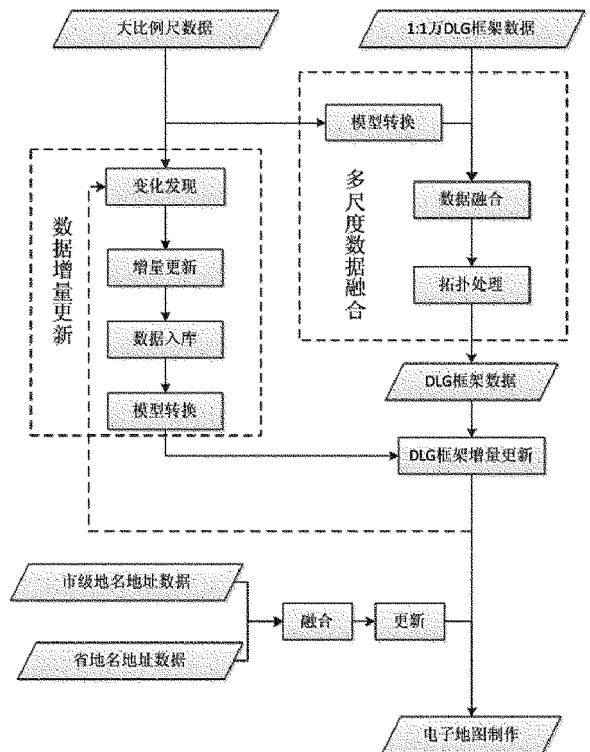 大比例尺数据
1:1万DLG框架数据
模型转换
变化发现
数据融合
多尺度数据融合
数据增量更新
增量更新
拓扑处理
数据入库
DLG框架数据
模型转换
DLG框架增量更新
市级地名地址数据
融合
更新
省地名地址数据
电子地图制作